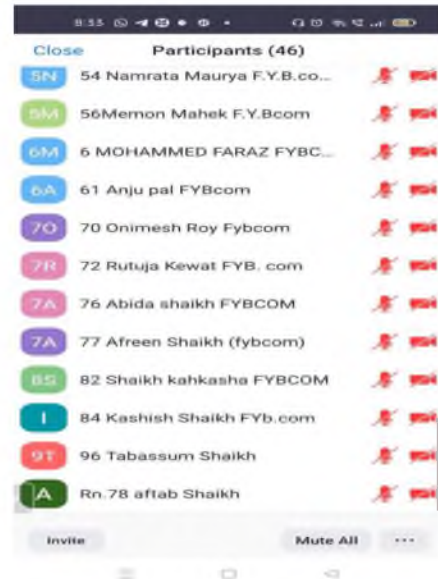 8:55
Close Participants (46)
5N 54 Namrata Maurya F.Y.B.co...
5M 56Memon Mahek F.Y.Bcom
6M 6 MOHAMMED FARAZ FYBC...
6A 61 Anju pal FYBcom
7O 70 Onimesh Roy Fybcom
7R 72 Rutuja Kewat FYB. com
7A 76 Abida shaikh FYBCOM
7A 77 Afreen Shaikh (fybcom)
8S 82 Shaikh kahkasha FYBCOM
I 84 Kashish Shaikh FYb.com
9T 96 Tabassum Shaikh
A Rn.78 aftab Shaikh
Invite Mute All ...